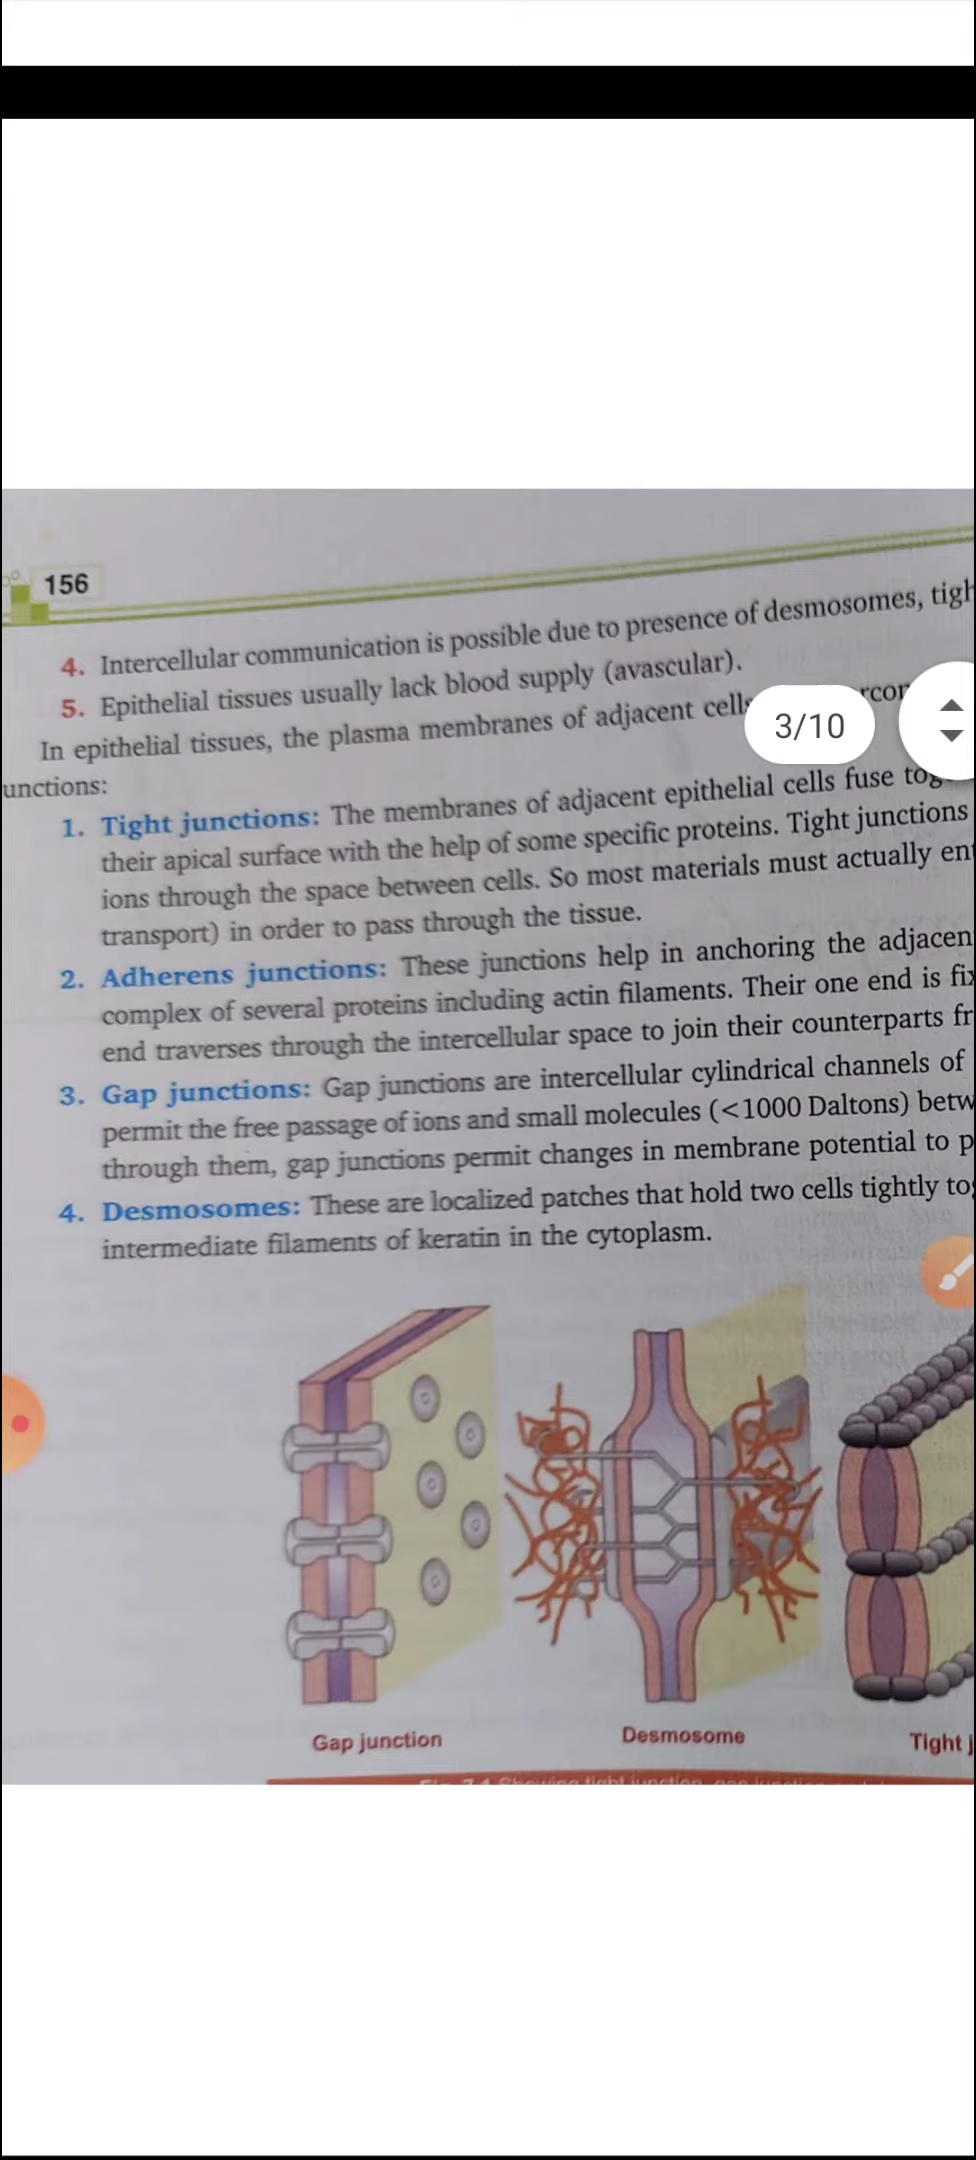 156
4. Intercellular communication is possible due to presence of desmosomes,
5. Epithelial tissues usually lack blood supply (avascular).
In epithelial tissues, the plasma membranes of adjacent
3/10
unctions:
1. Tight junctions: The membranes of adjacent epithelial cells fuse
their apical surface with the help of some specific proteins. Tight junctions
ions through the space between cells. So most materials must actually
transport) in order to pass through the tissue.
2. Adherens junctions: These junctions help in anchoring the
complex of several proteins including actin filaments. Their one end is
end traverses through the intercellular space to join their counterparts
3. Gap junctions: Gap junctions are intercellular cylindrical channels of
permit the free passage of ions and small molecules (<1000 Daltons)
through them, gap junctions permit changes in membrane potential to
4. Desmosomes: These are localized patches that hold two cells tightly
intermediate filaments of keratin in the cytoplasm.
Gap junction
Desmosome
Tight